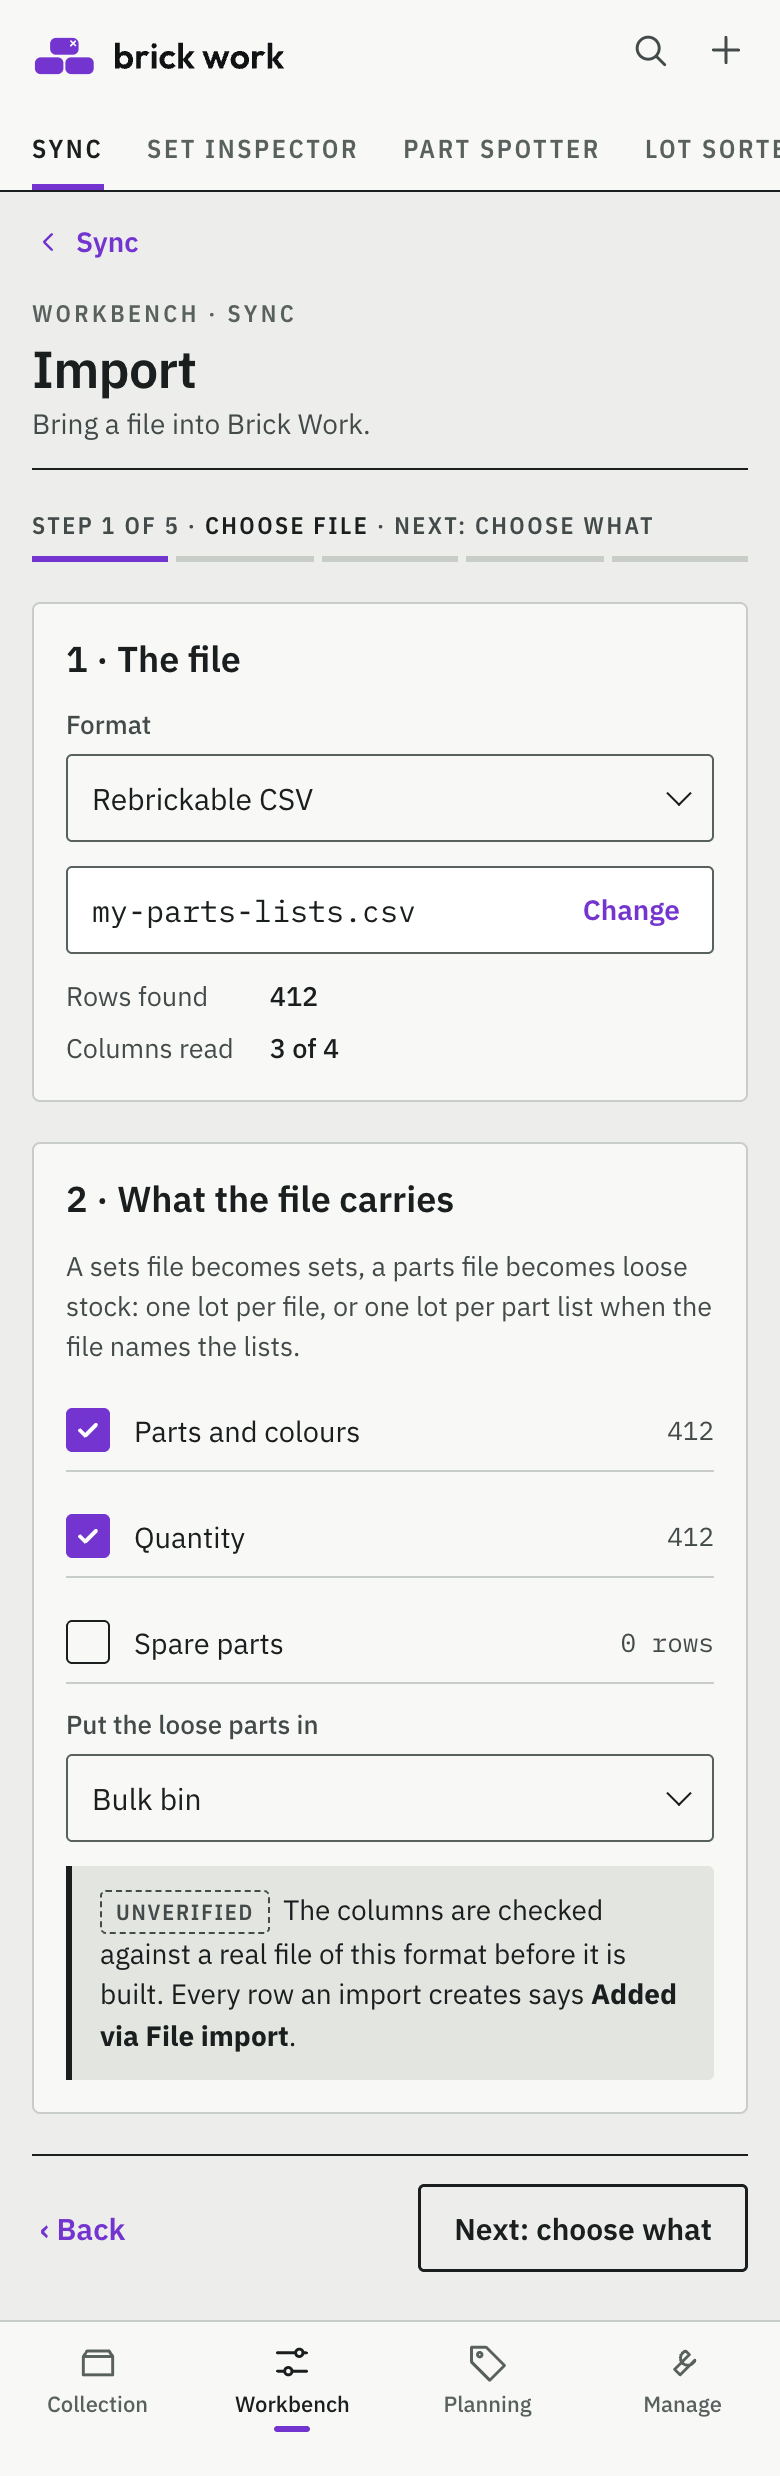 brick work
SYNC SET INSPECTOR PART SPOTTER LOT SORTE
Sync
WORKBENCH · SYNC
Import
Bring a file into Brick Work.
STEP 1 OF 5 · CHOOSE FILE · NEXT: CHOOSE WHAT
1 · The file
Format
Rebrickable CSV
my-parts-lists.csv Change
Rows found 412
Columns read 3 of 4
2 · What the file carries
A sets file becomes sets, a parts file becomes loose
stock: one lot per file, or one lot per part list when the
file names the lists.
Parts and colours 412
Quantity 412
Spare parts 0 rows
Put the loose parts in
Bulk bin
UNVERIFIED The columns are checked
against a real file of this format before it is
built. Every row an import creates says Added
via File import.
‹ Back Next: choose what
Collection Workbench Planning Manage